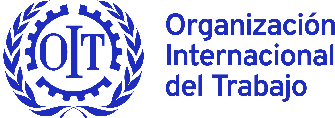 OIT
Organización
Internacional
del Trabajo